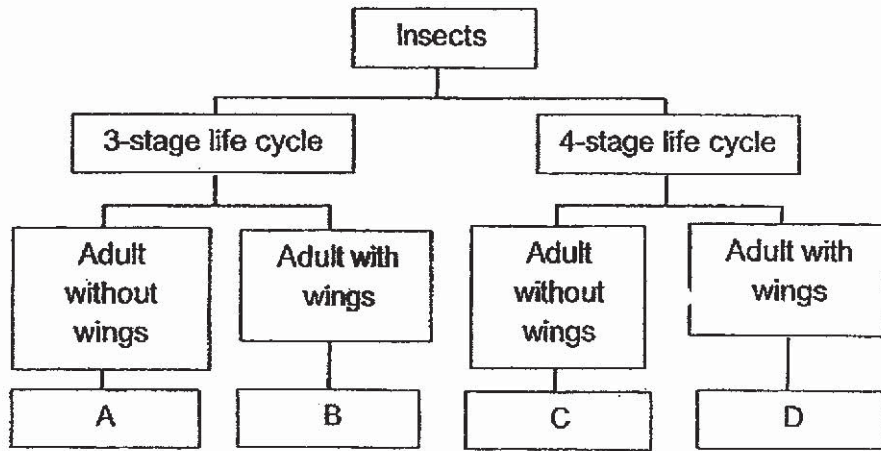 Insects
3-stage life cycle
4-stage life cycle
Adult
without
wings
Adult with
wings
Adult
without
wings
Adult with
wings
A
B
C
D